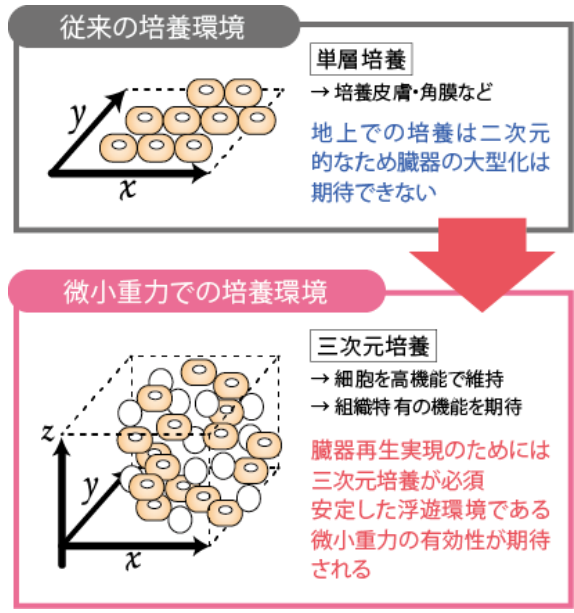 従来の培養環境
単層培養
→ 培養皮膚・角膜など
地上での培養は二次元
的なため臓器の大型化は
期待できない
y
x
微小重力での培養環境
三次元培養
→ 細胞を高機能で維持
→ 組織特有の機能を期待
臓器再生実現のためには
三次元培養が必須
安定した浮遊環境である
微小重力の有効性が期待
される
z
y
x